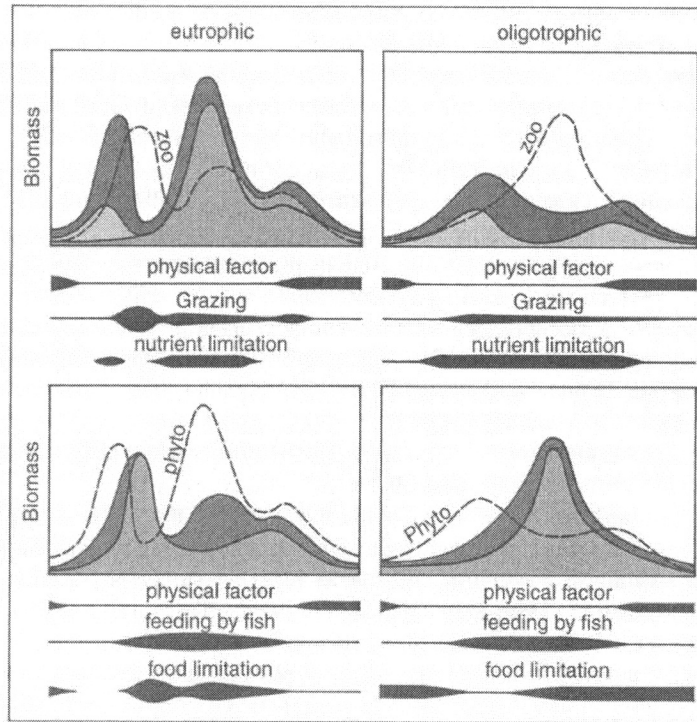 eutrophic
oligotrophic
Biomass
zoo
zoo
physical factor
Grazing
nutrient limitation
physical factor
Grazing
nutrient limitation
Biomass
phyto
Phyto
physical factor
feeding by fish
food limitation
physical factor
feeding by fish
food limitation